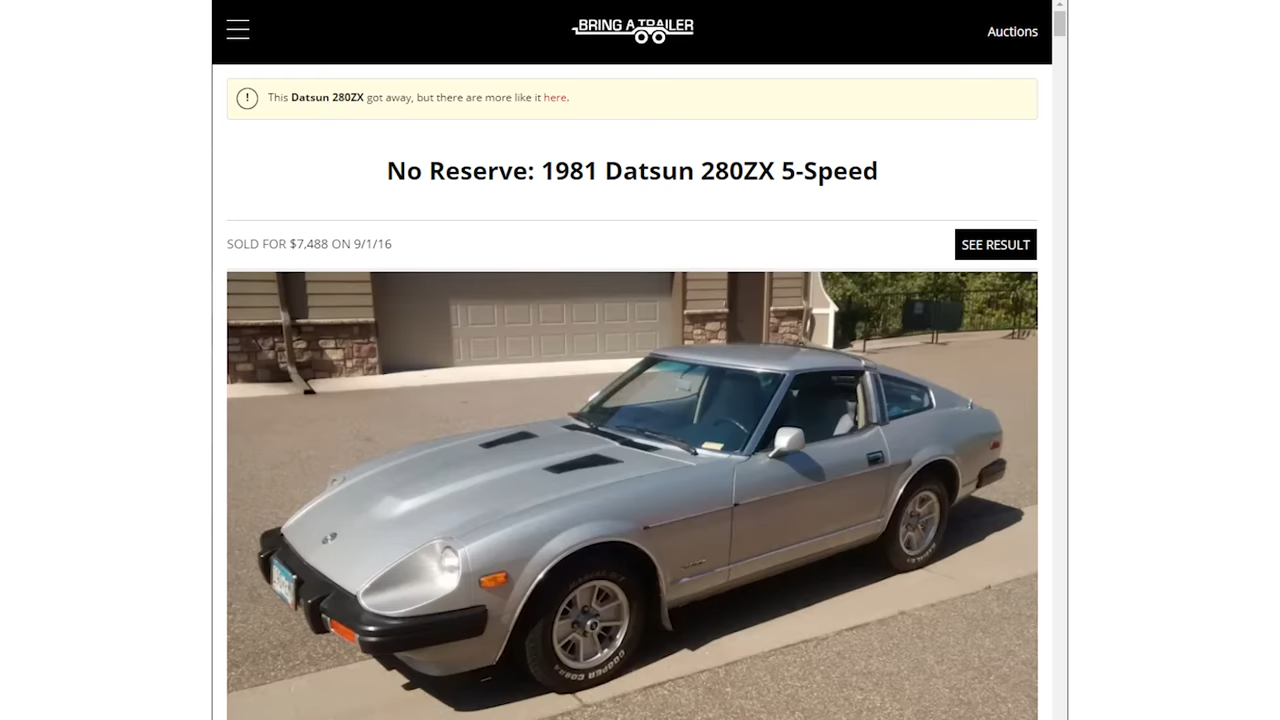 BRING A TRAILER
Auctions
! This Datsun 280ZX got away, but there are more like it here.
No Reserve: 1981 Datsun 280ZX 5-Speed
SOLD FOR $7,488 ON 9/1/16
SEE RESULT
COOPER COBRA